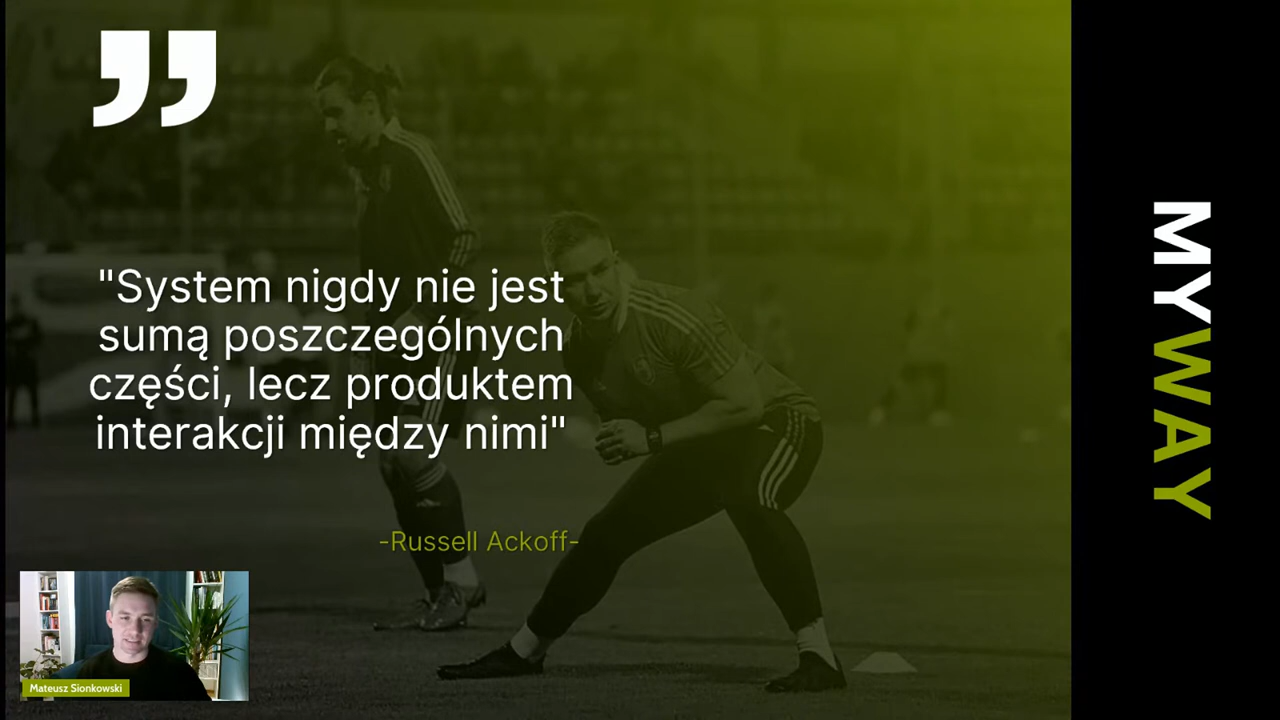 "System nigdy nie jest
sumą poszczególnych
części, lecz produktem
interakcji między nimi"
-Russell Ackoff-
Mateusz Sionkowski
MYWAY